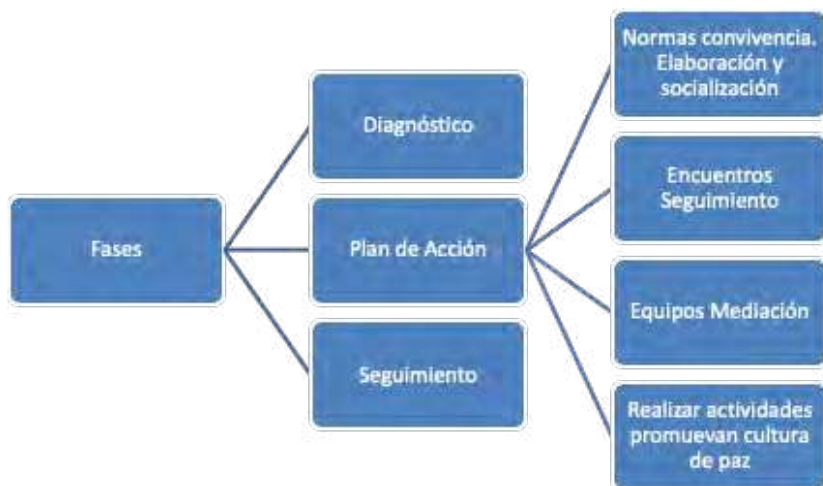 Fases
Diagnóstico
Plan de Acción
Seguimiento
Normas convivencia.
Elaboración y
socialización
Encuentros
Seguimiento
Equipos Mediación
Realizar actividades
promuevan cultura
de paz